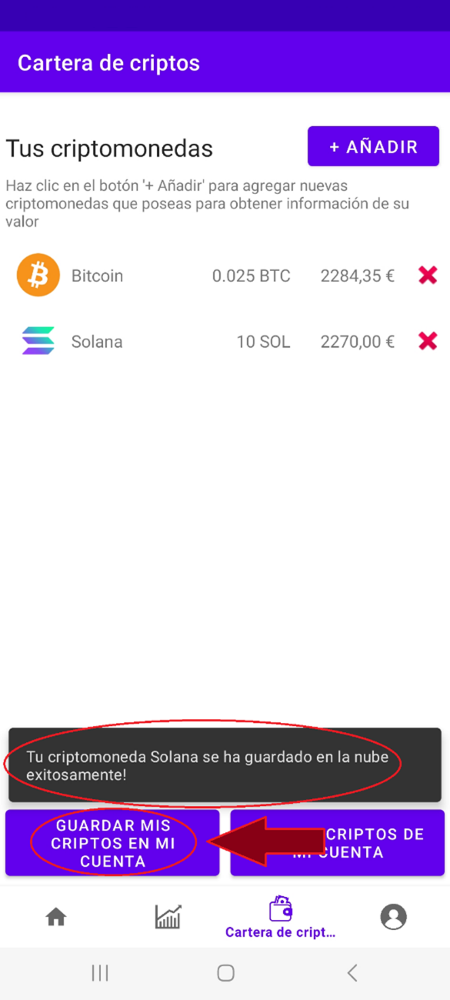 Cartera de criptos
Tus criptomonedas
+ AÑADIR
Haz clic en el botón '+ Añadir' para agregar nuevas
criptomonedas que poseas para obtener información de su
valor
Bitcoin 0.025 BTC 2284,35 €
Solana 10 SOL 2270,00 €
Tu criptomoneda Solana se ha guardado en la nube
exitosamente!
GUARDAR MIS
CRIPTOS EN MI
CUENTA
CRIPTOS DE
CUENTA
Cartera de cript...